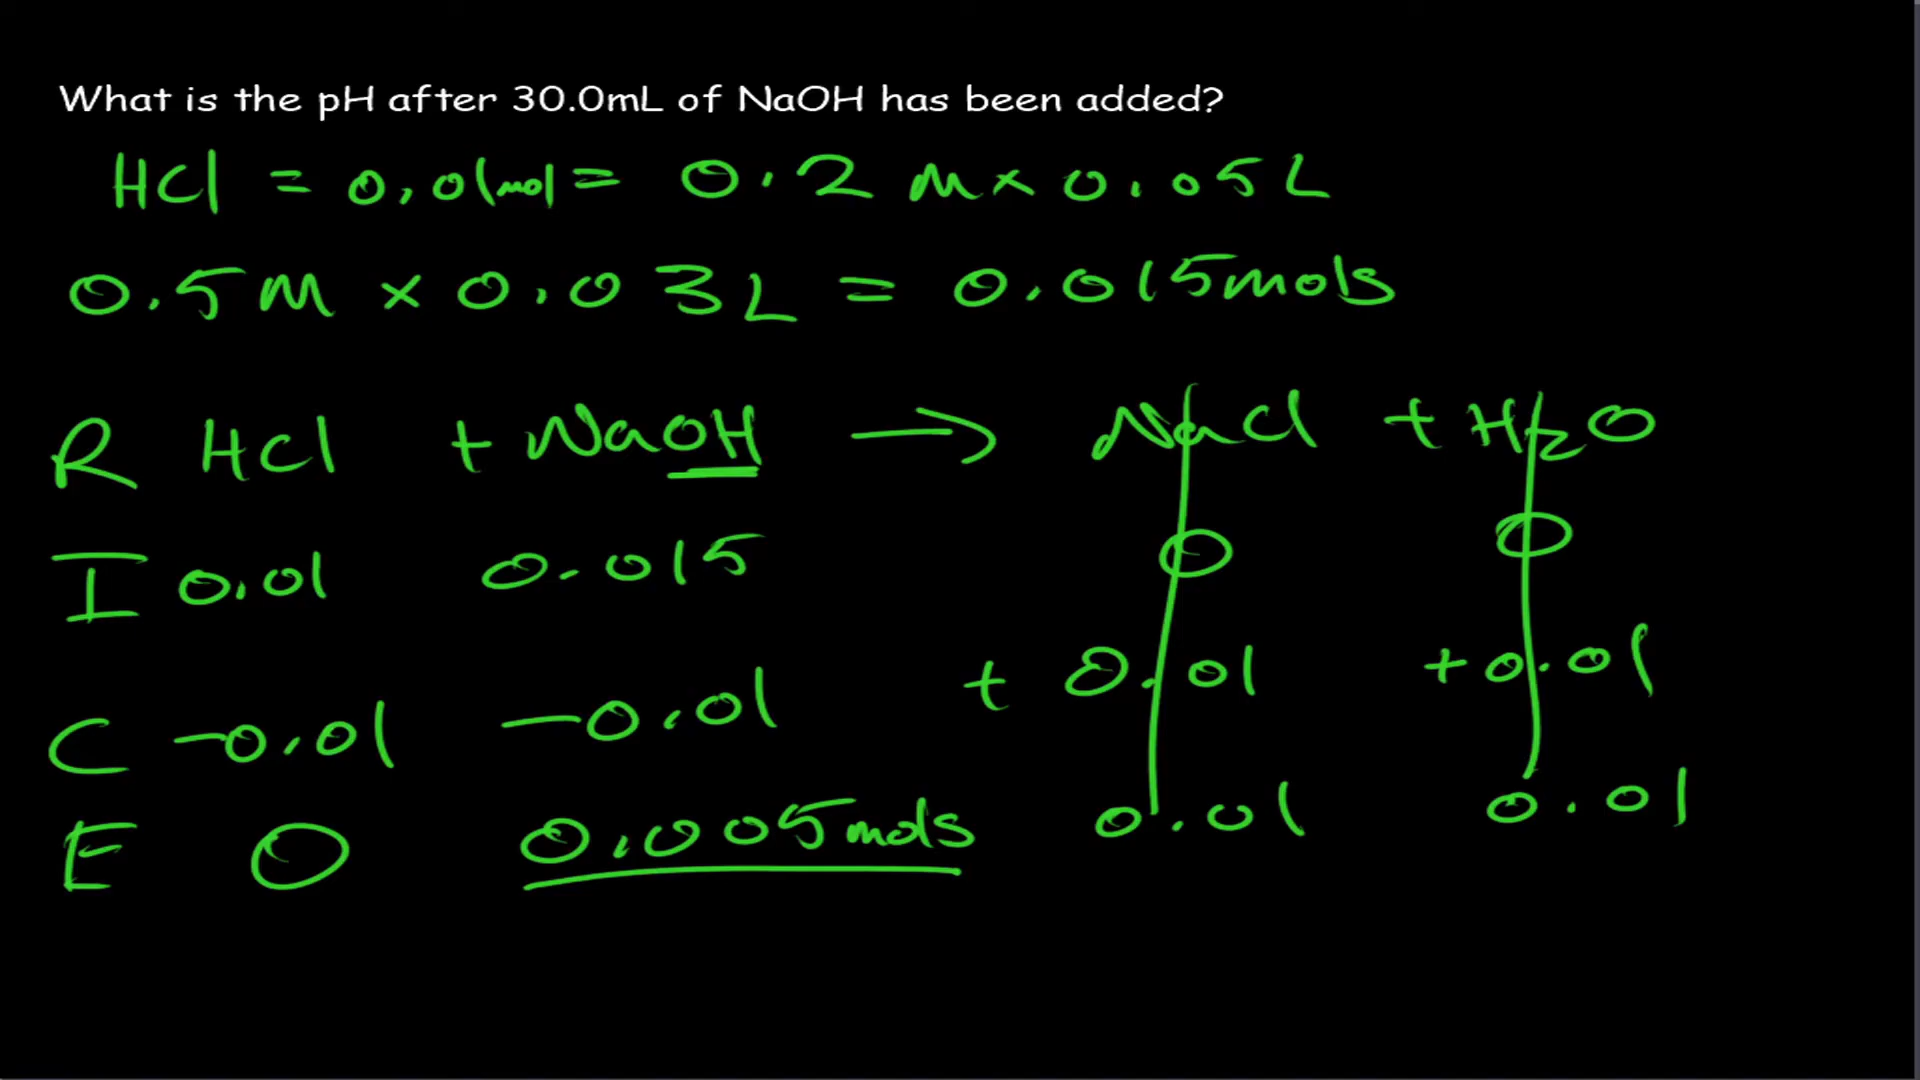 What is the pH after 30.0mL of NaOH has been added?
HCl = 0.01mol = 0.2 M x 0.05L
0.5M x 0.03L = 0.015mols
R HCl + NaOH → NaCl + H2O
I 0.01 0.015 0 0
C -0.01 -0.01 + 0.01 +0.01
E 0 0.005mols 0.01 0.01